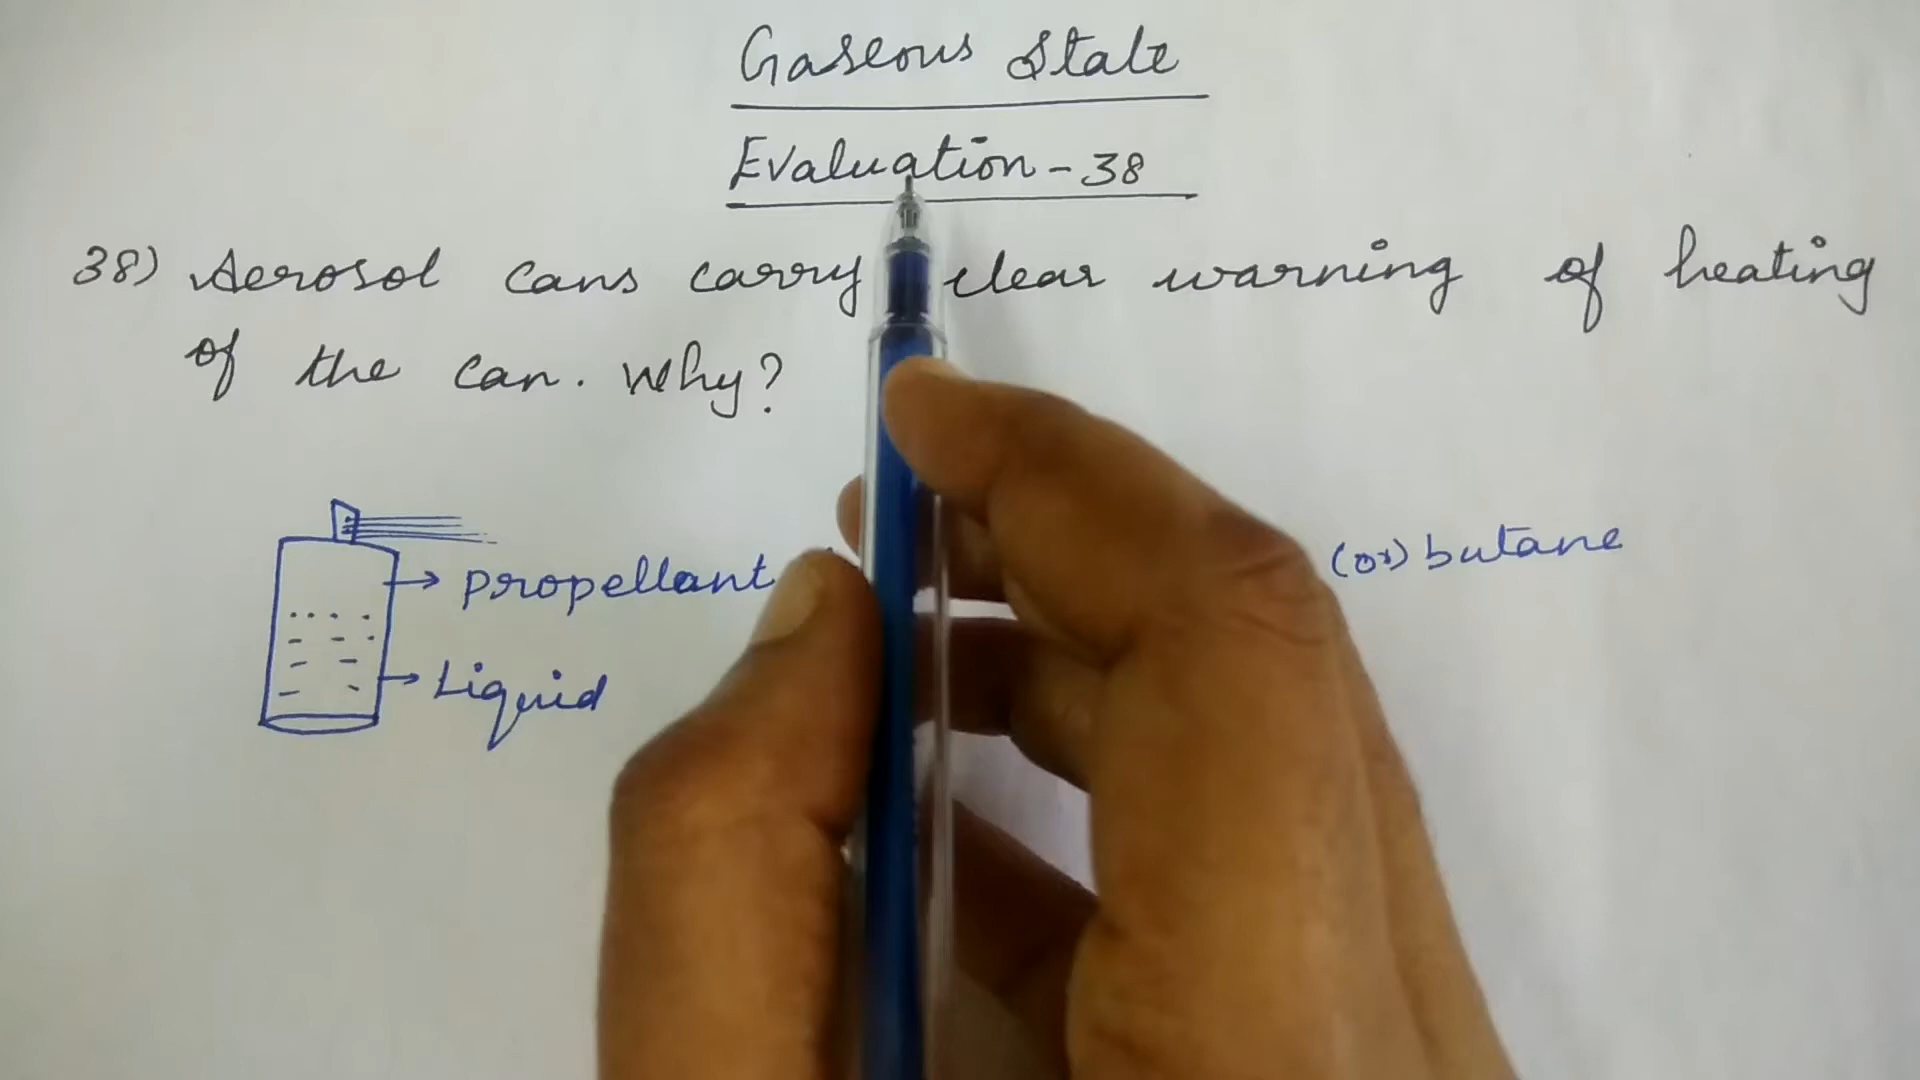 Gaseous State
Evaluation - 38
38) Aerosol cans carry clear warning of heating
of the can. Why?
→ propellant (or) butane
→ Liquid